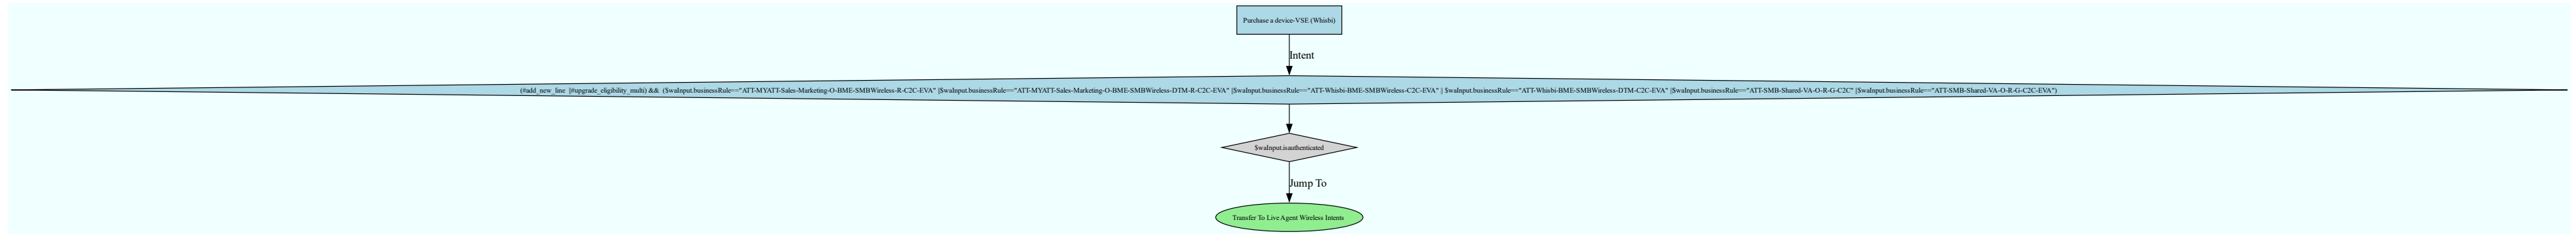 Purchase a device-VSE (Whisbi)
Intent
(#add_new_line |#upgrade_eligibility_multi) && ($waInput.businessRule=="ATT-MYATT-Sales-Marketing-O-BME-SMBWireless-R-C2C-EVA" |$waInput.businessRule=="ATT-MYATT-Sales-Marketing-O-BME-SMBWireless-DTM-R-C2C-EVA" |$waInput.businessRule=="ATT-Whisbi-BME-SMBWireless-C2C-EVA" | $waInput.businessRule=="ATT-Whisbi-BME-SMBWireless-DTM-C2C-EVA" |$waInput.businessRule=="ATT-SMB-Shared-VA-O-R-G-C2C" |$waInput.businessRule=="ATT-SMB-Shared-VA-O-R-G-C2C-EVA")
$waInput.isauthenticated
Jump To
Transfer To Live Agent Wireless Intents